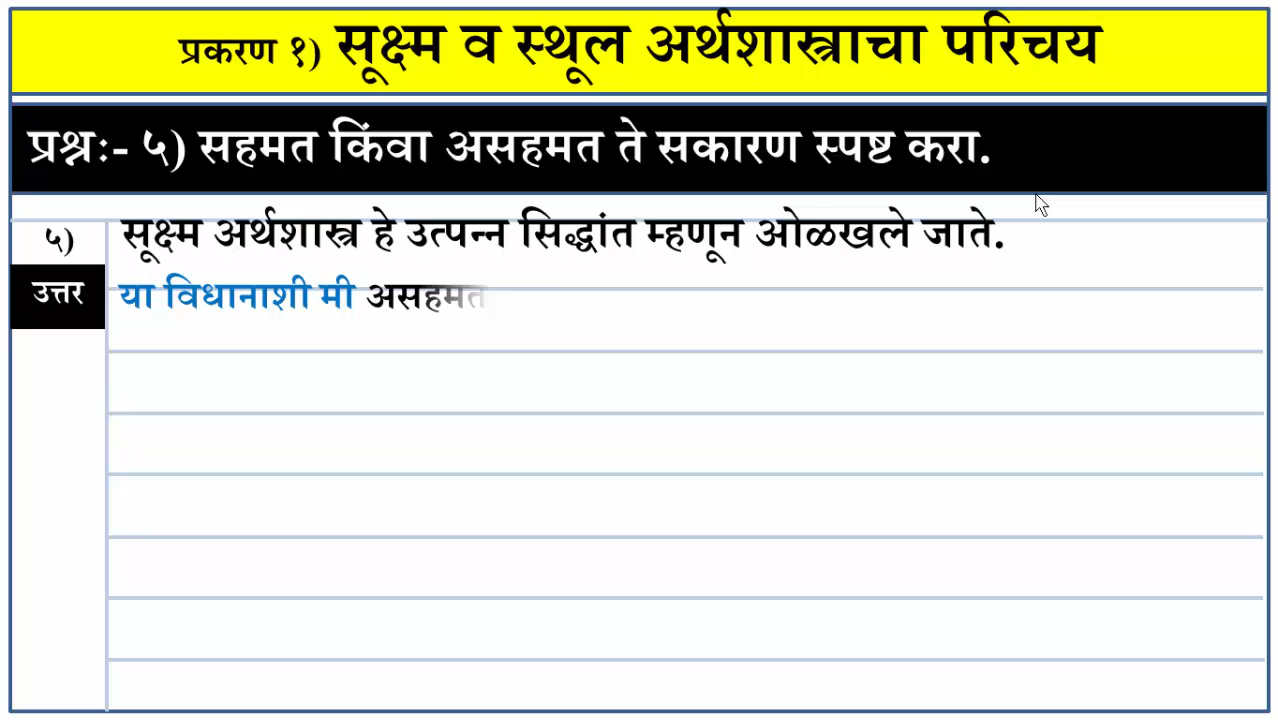 प्रकरण १) सूक्ष्म व स्थूल अर्थशास्त्राचा परिचय
प्रश्नः- ५) सहमत किंवा असहमत ते सकारण स्पष्ट करा.
५) सूक्ष्म अर्थशास्त्र हे उत्पन्न सिद्धांत म्हणून ओळखले जाते.
उत्तर या विधानाशी मी असहमत